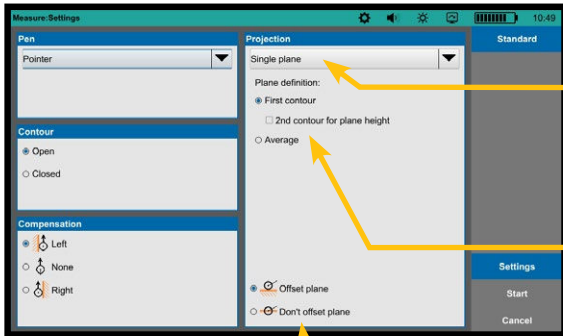 Measure:Settings
10:49
Pen
Pointer
Contour
Open
Closed
Compensation
Left
None
Right
Projection
Single plane
Plane definition:
First contour
2nd contour for plane height
Average
Offset plane
Don't offset plane
Standard
Settings
Start
Cancel